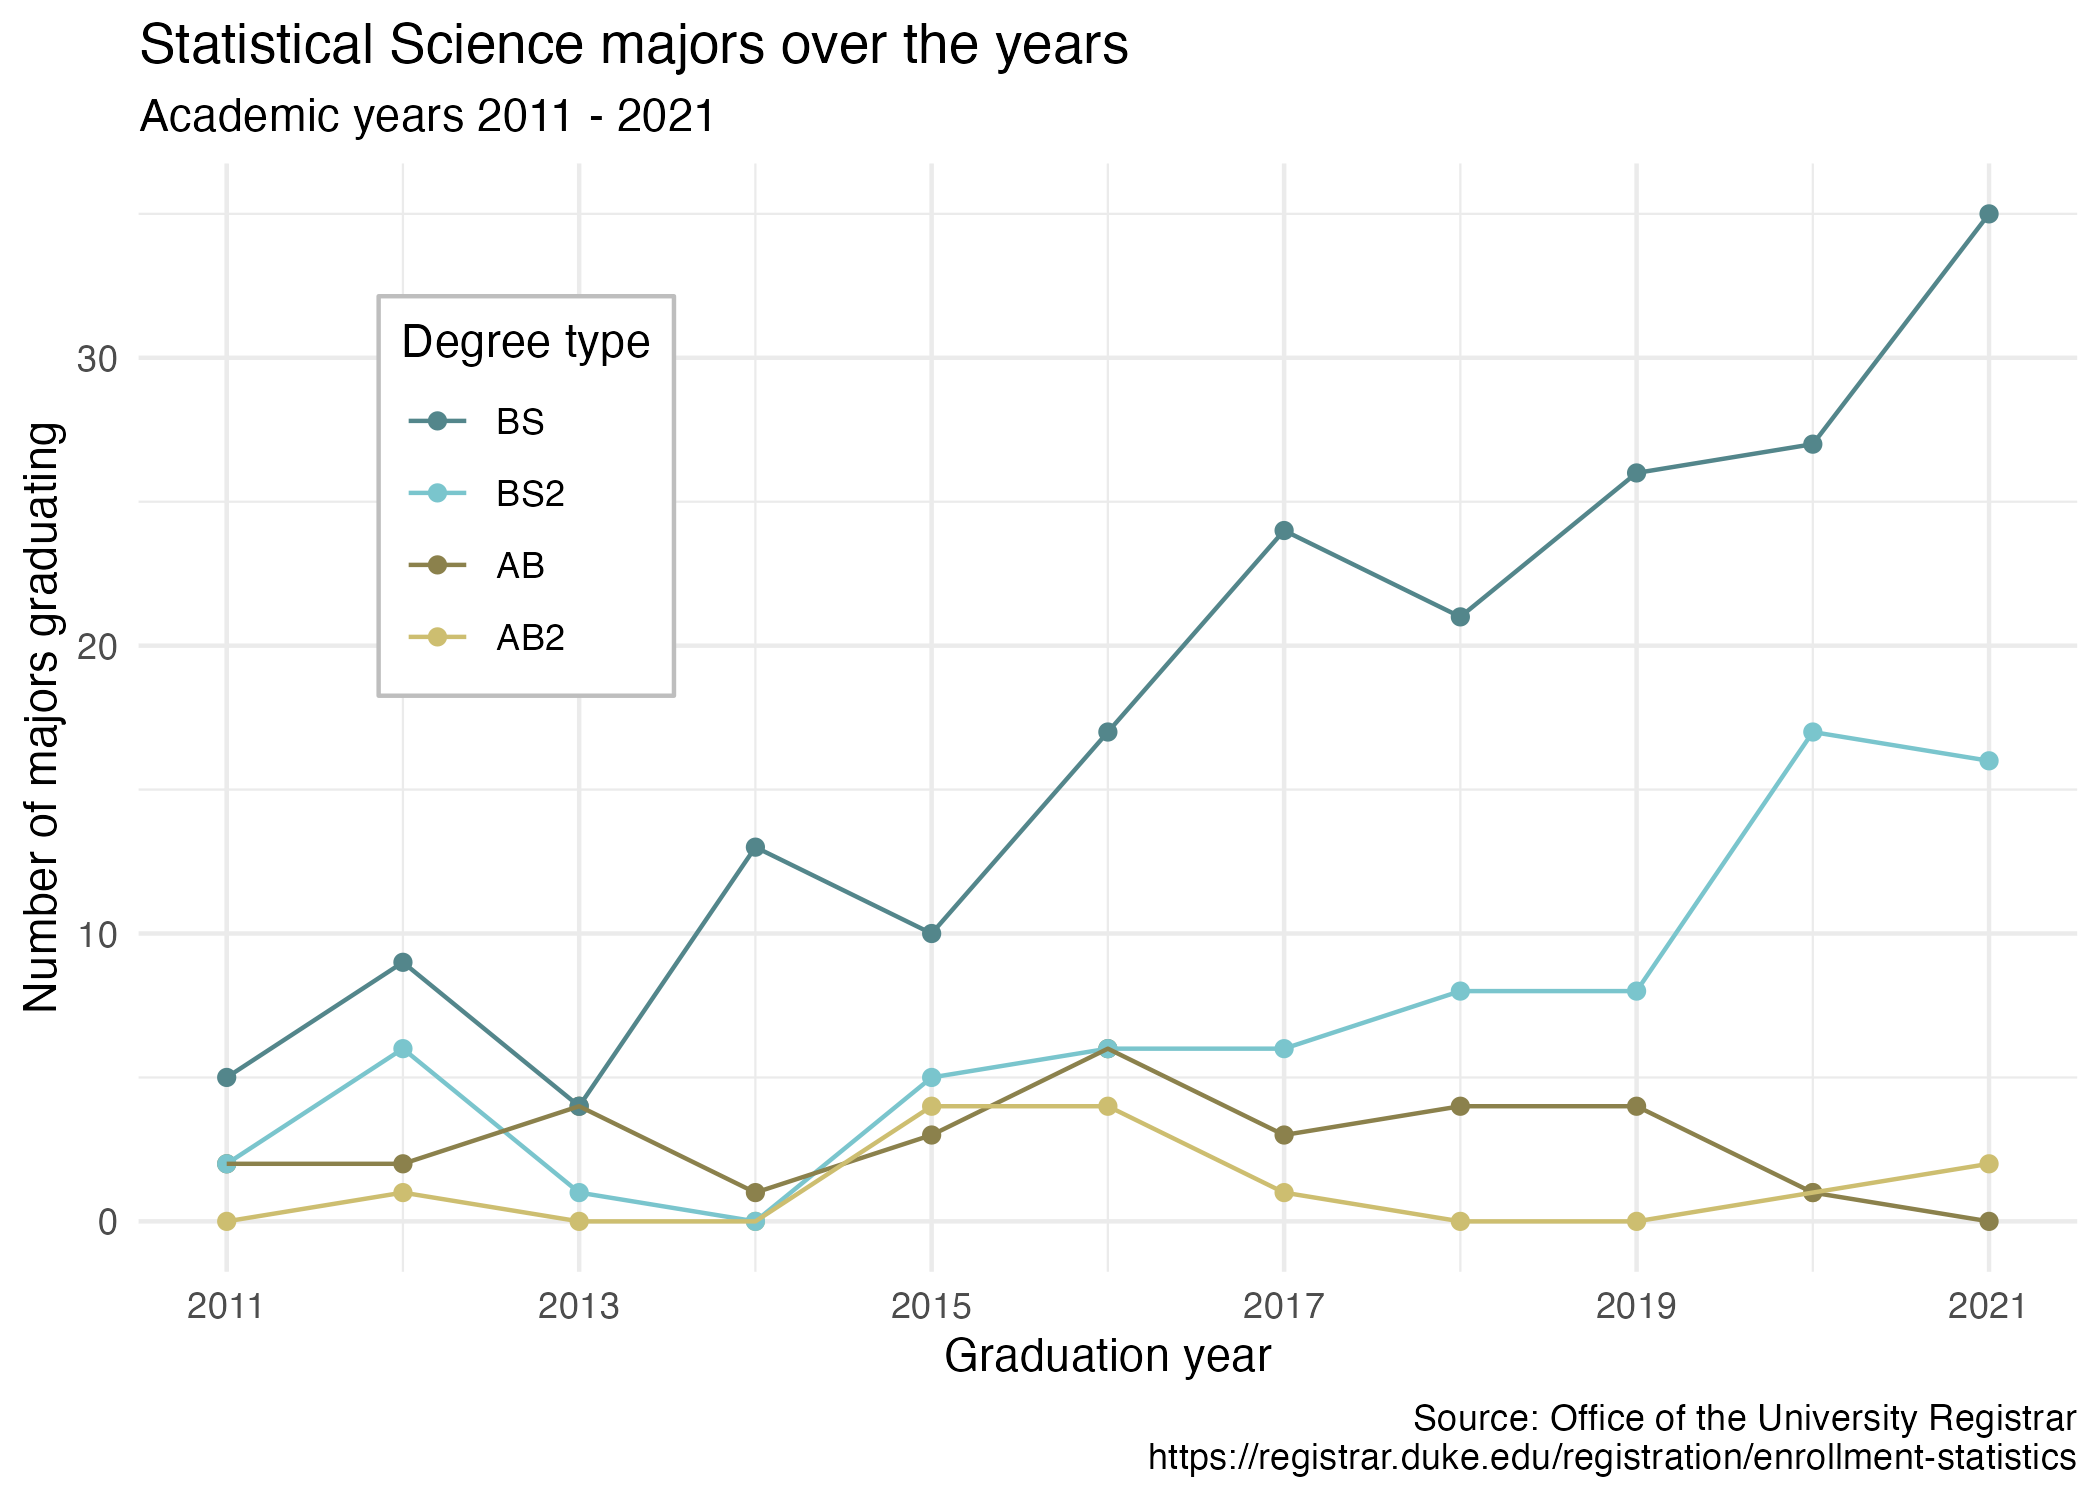 Statistical Science majors over the years
Academic years 2011 - 2021
Number of majors graduating
30
20
10
0
Degree type
BS
BS2
AB
AB2
2011 2013 2015 2017 2019 2021
Graduation year
Source: Office of the University Registrar
https://registrar.duke.edu/registration/enrollment-statistics